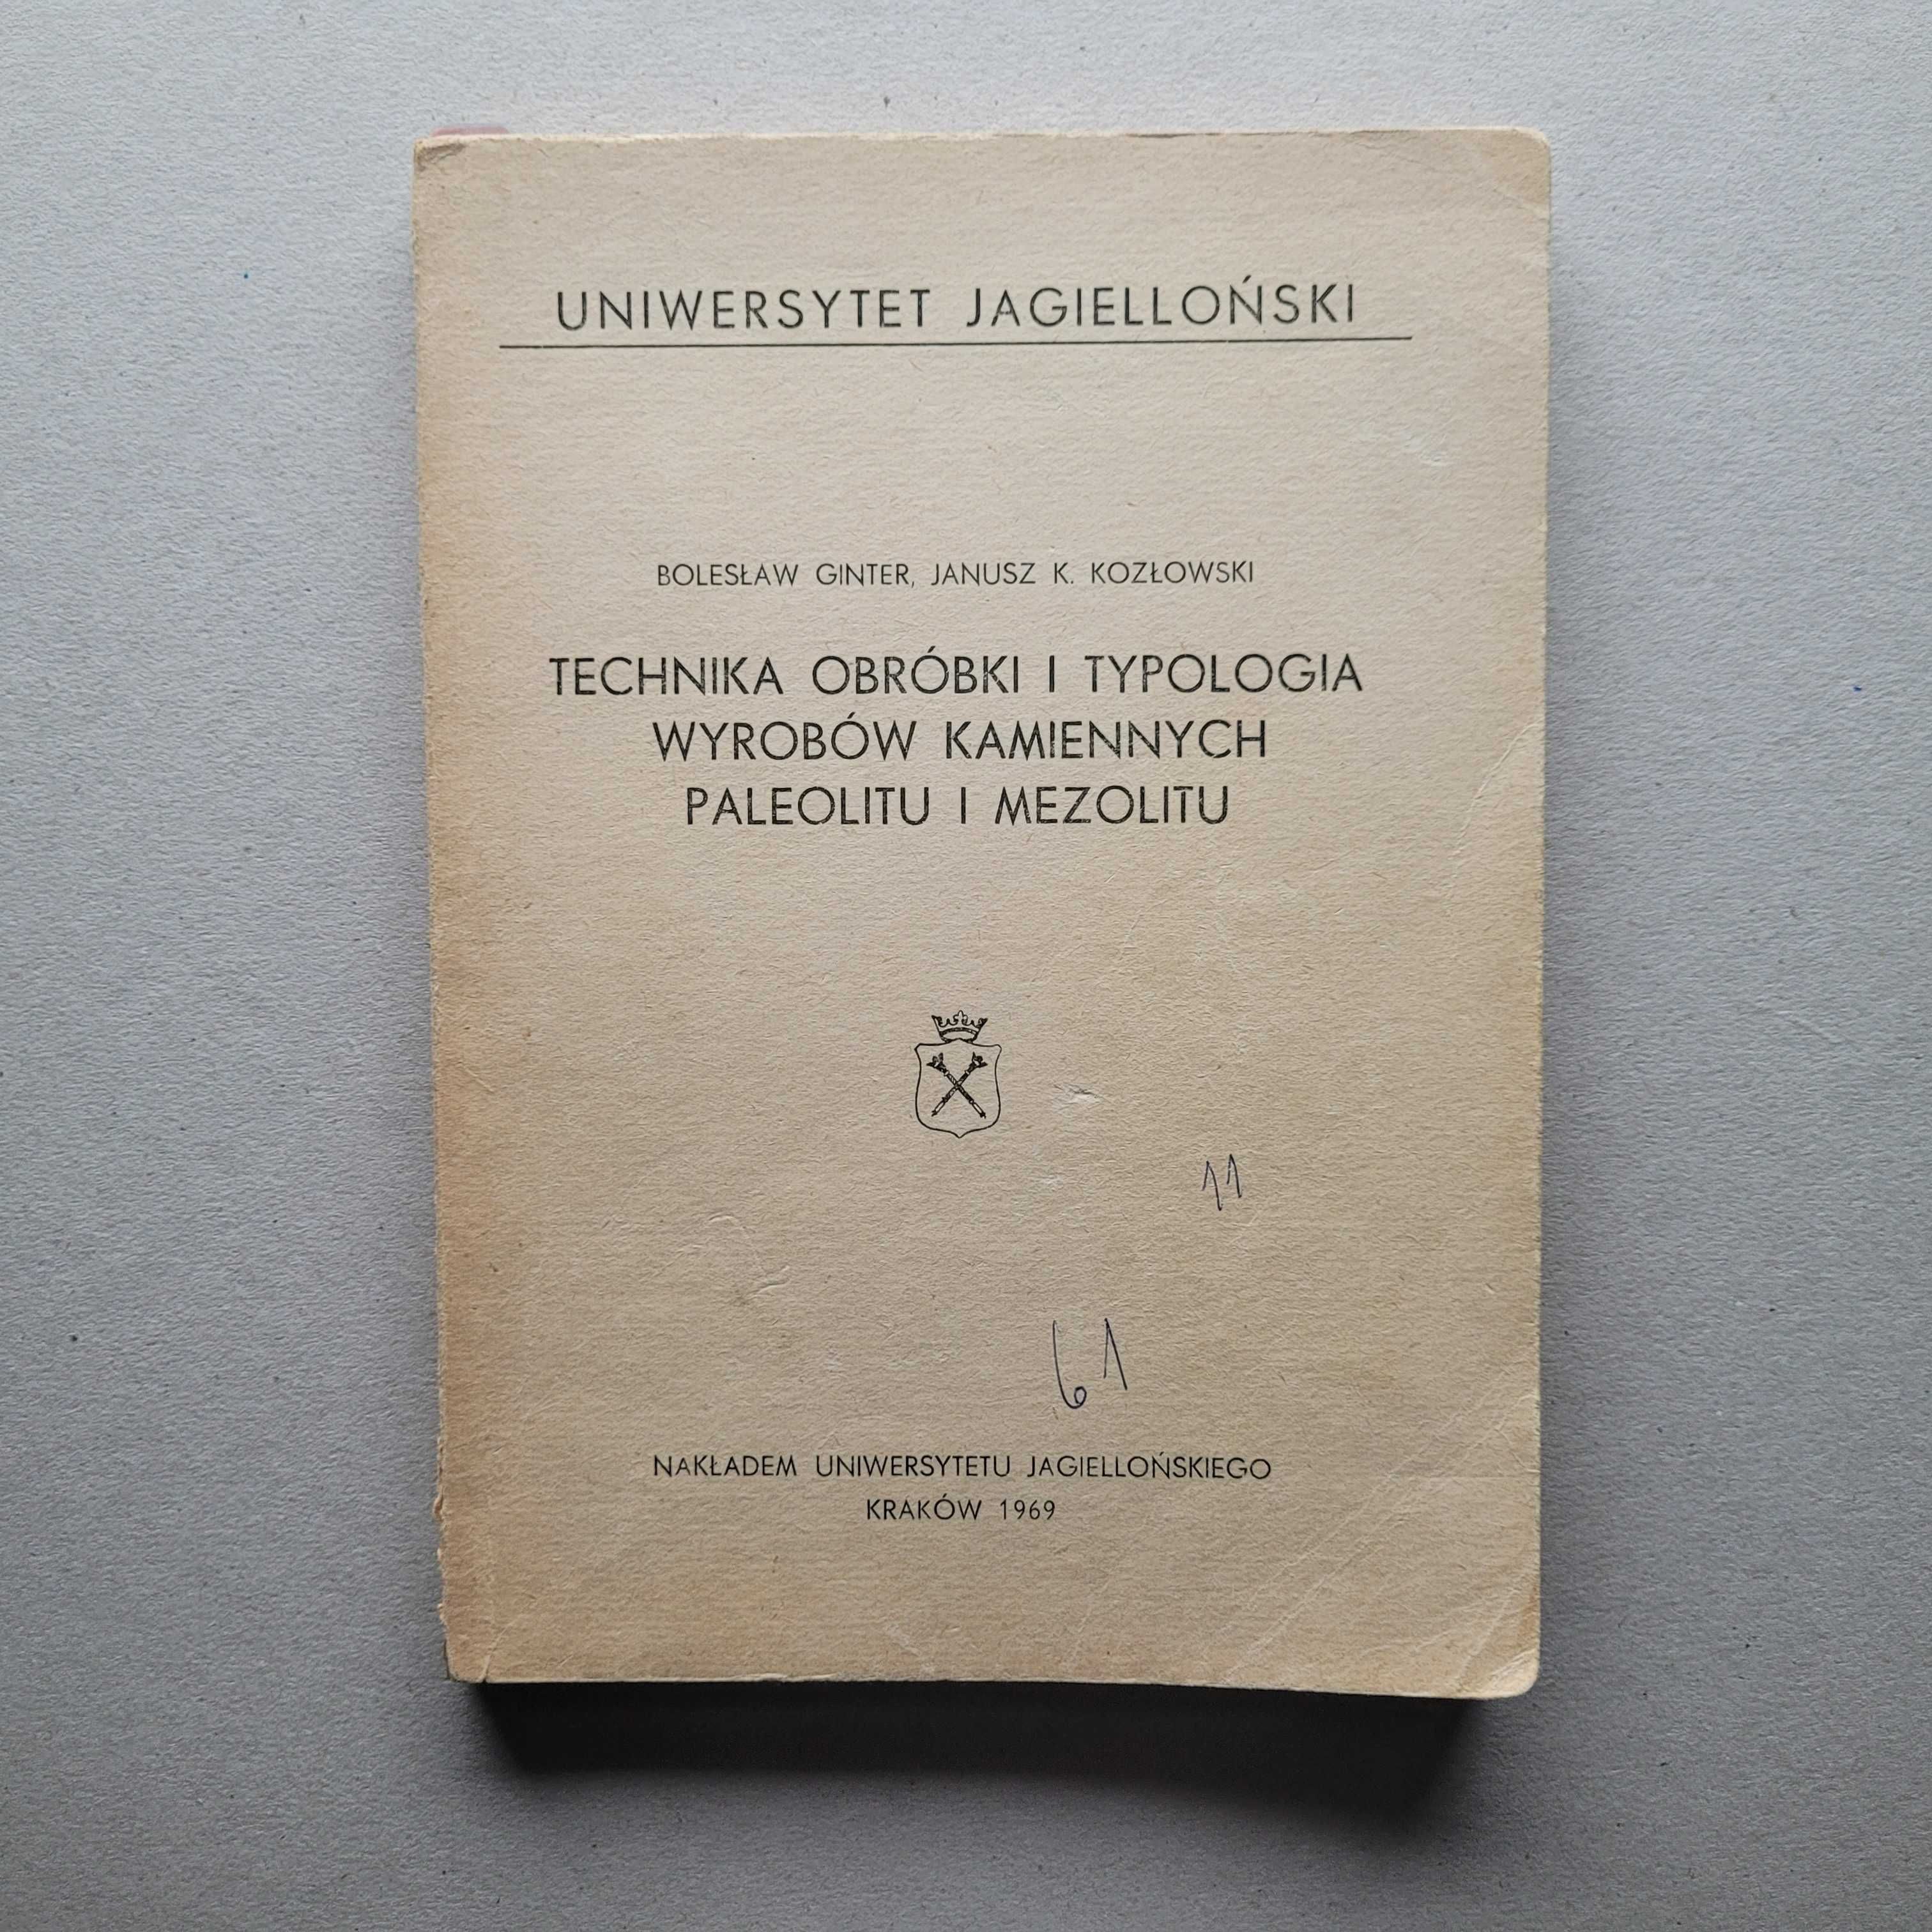 UNIWERSYTET JAGIELLOŃSKI
BOLESŁAW GINTER, JANUSZ K. KOZŁOWSKI
TECHNIKA OBRÓBKI I TYPOLOGIA
WYROBÓW KAMIENNYCH
PALEOLITU I MEZOLITU
11
61
NAKŁADEM UNIWERSYTETU JAGIELLOŃSKIEGO
KRAKÓW 1969